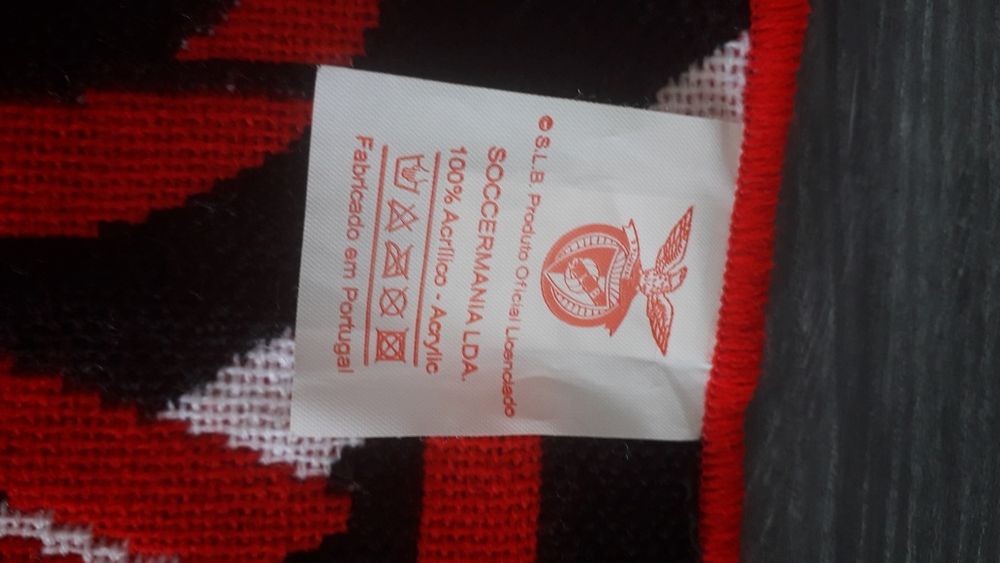 © S.L.B. Produto Oficial Licenciado
SOCCERMANIA LDA.
100% Acrílico - Acrylic
Fabricado em Portugal